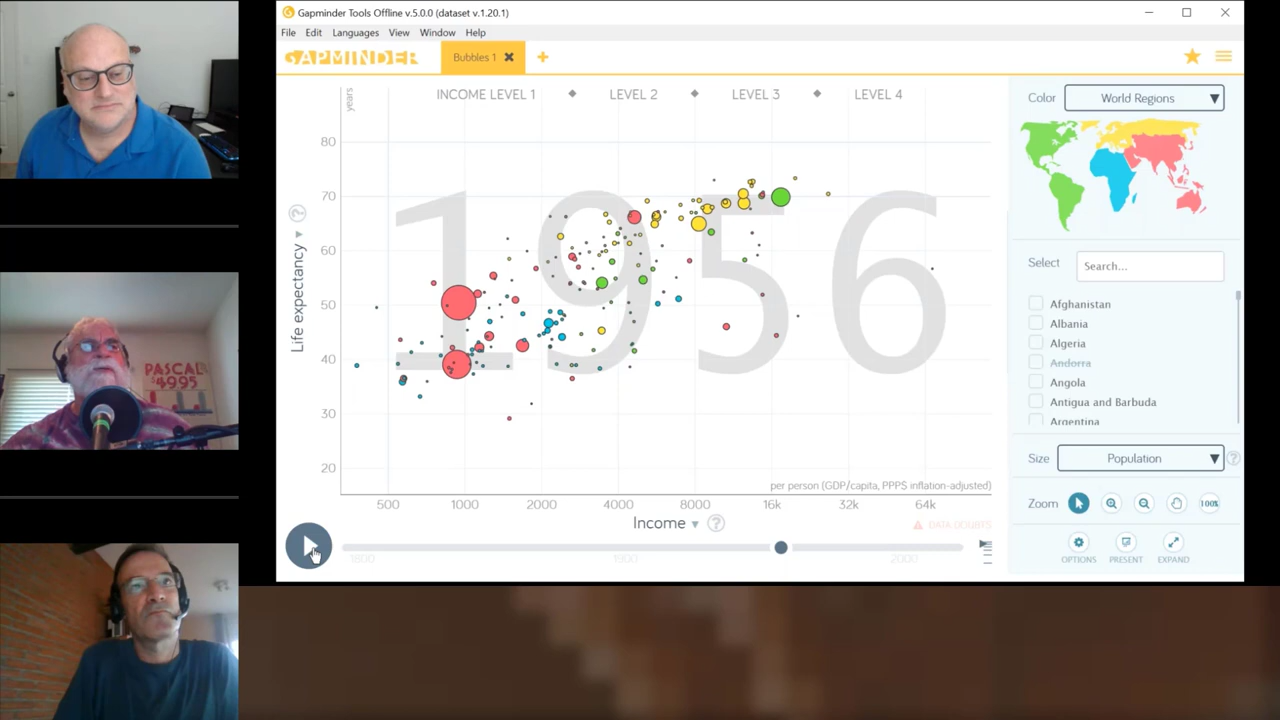 Gapminder Tools Offline v.5.0.0 (dataset v.1.20.1)
File Edit Languages View Window Help
GAPMINDER
Bubbles 1
years
INCOME LEVEL 1 LEVEL 2 LEVEL 3 LEVEL 4
1956
80
70
60
50
40
30
20
Life expectancy ?
per person (GDP/capita, PPP$ inflation-adjusted)
500 1000 2000 4000 8000 16k 32k 64k
Income ?
DATA DOUBTS
1800 1900 2000
Color World Regions
Select Search...
Afghanistan
Albania
Algeria
Andorra
Angola
Antigua and Barbuda
Argentina
Size Population ?
Zoom 100%
OPTIONS PRESENT EXPAND
PASCAL
$4995